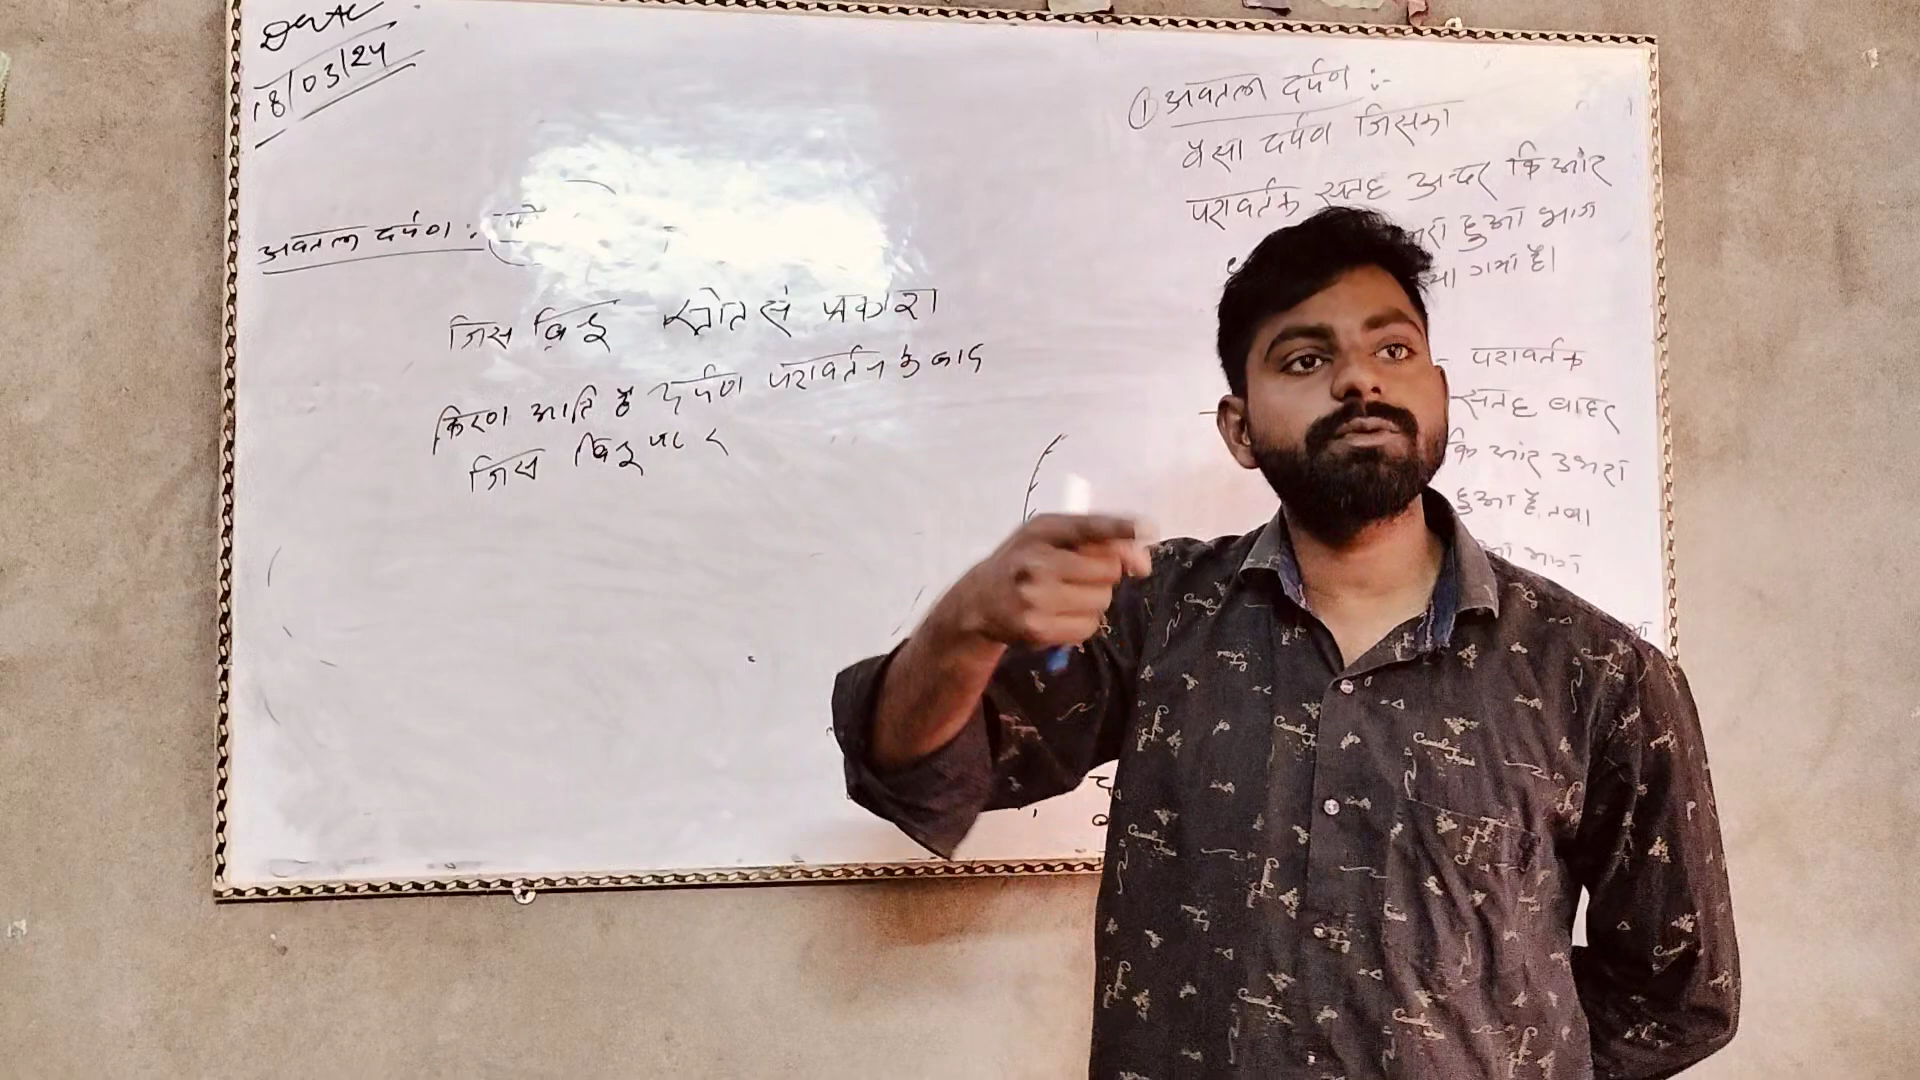 Date
18/03/24
अवतल दर्पण :
जिस बिन्दू स्त्रोत से प्रकाश
किरण आति है दर्पण परावर्तन के बाद
जिस बिन्दू पर
① अवतल दर्पण :-
वैसा दर्पण जिसका
परावर्तक सतह अन्दर कि ओर
हुआ भाग
गया है।
परावर्तक
सतह बाहर
कि ओर उभरा
हुआ है, तथा